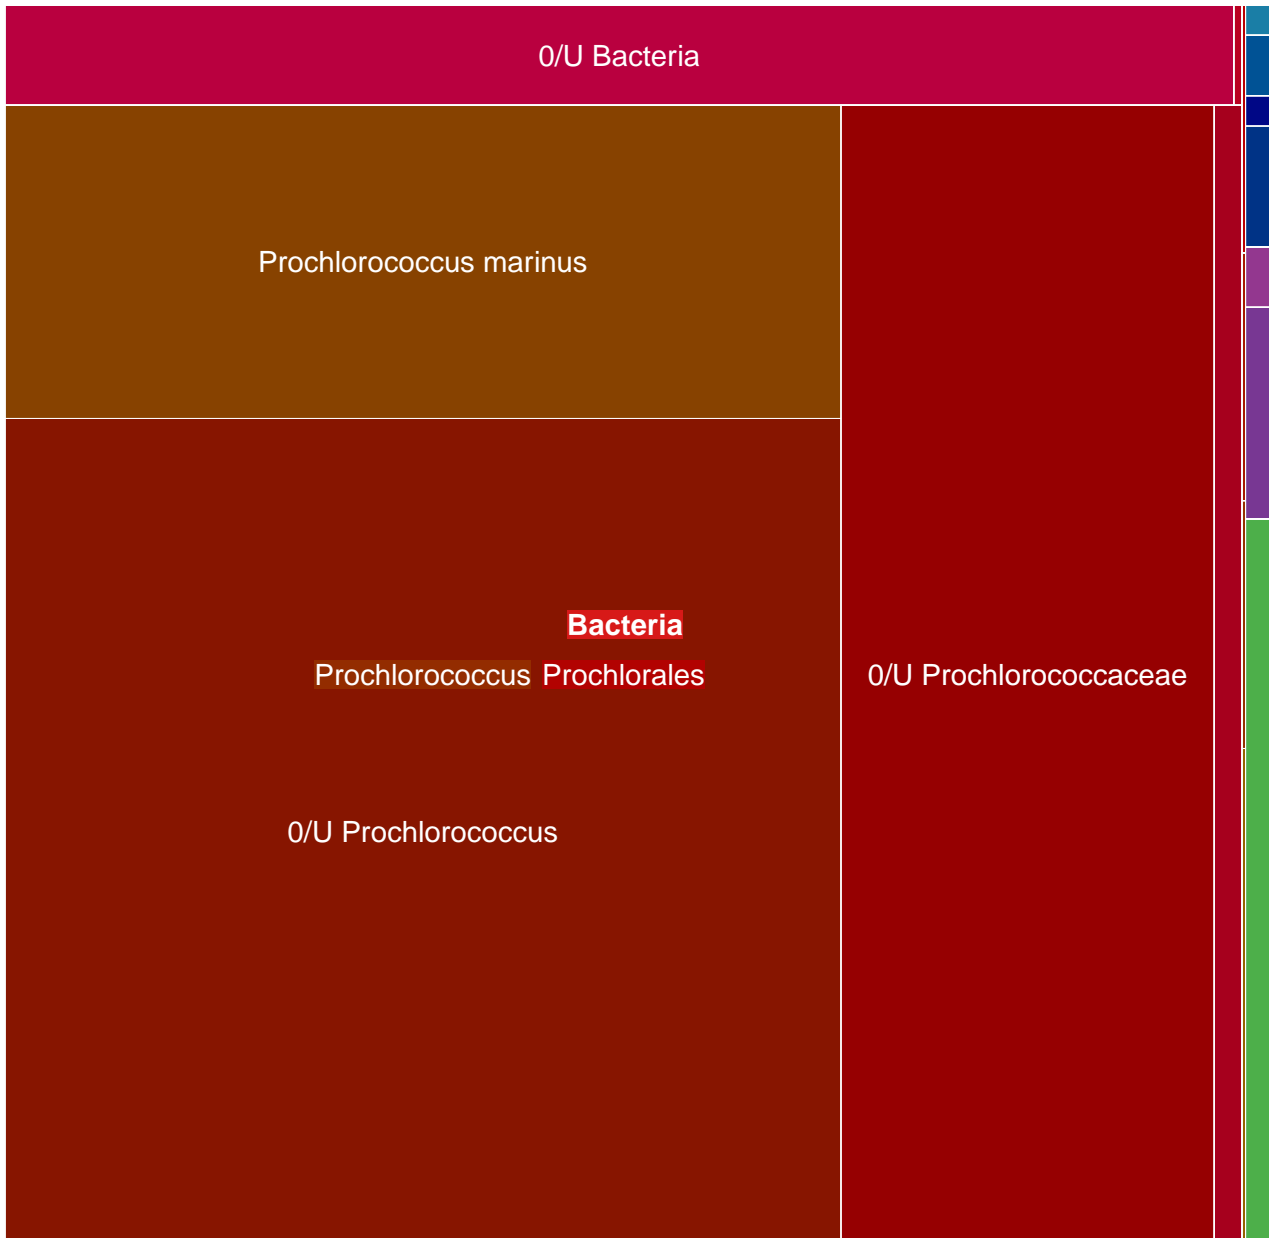 0/U Bacteria
Prochlorococcus marinus
Bacteria
Prochlorococcus Prochlorales
0/U Prochlorococcaceae
0/U Prochlorococcus